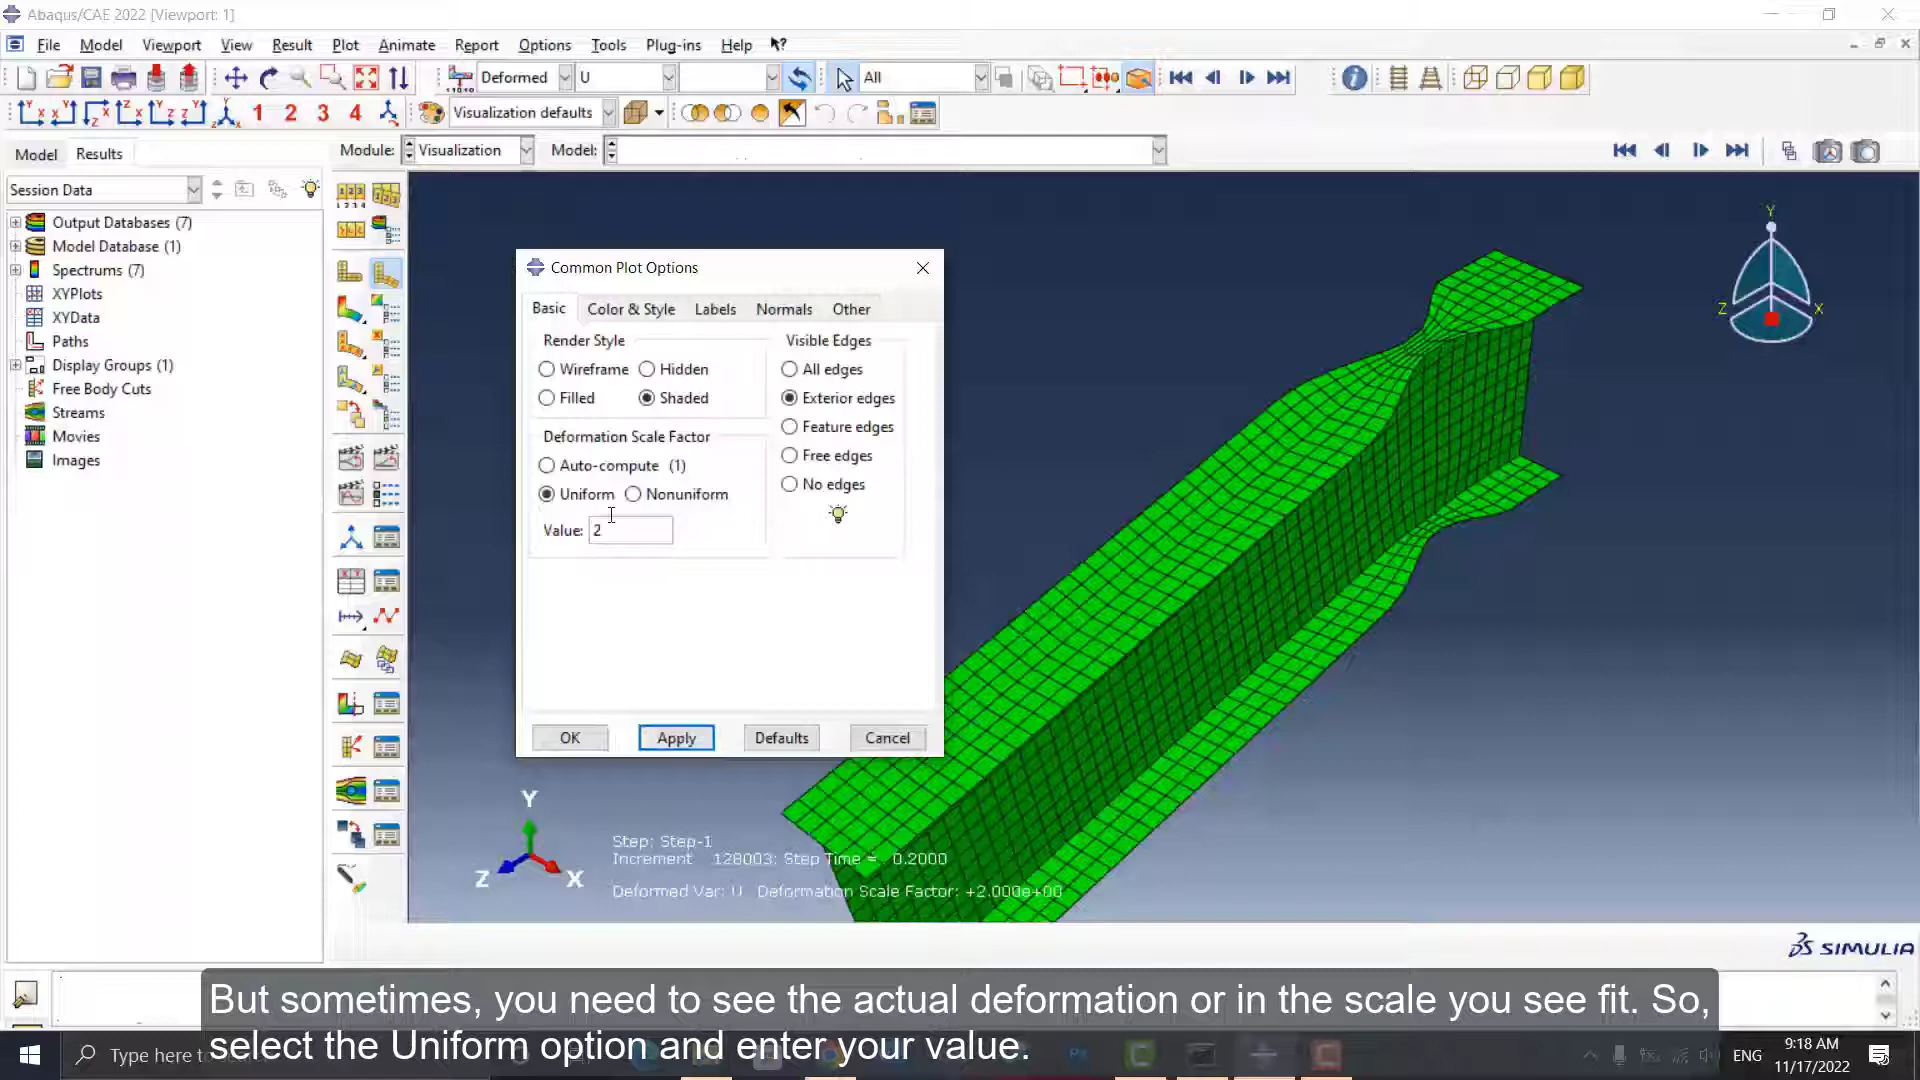 Abaqus/CAE 2022 [Viewport: 1]
File Model Viewport View Result Plot Animate Report Options Tools Plug-ins Help
Deformed U All
1 2 3 4 Visualization defaults
Model Results Module: Visualization Model:
Session Data
Output Databases (7)
Model Database (1)
Spectrums (7)
XYPlots
XYData
Paths
Display Groups (1)
Free Body Cuts
Streams
Movies
Images
Common Plot Options
Basic Color & Style Labels Normals Other
Render Style
Wireframe Hidden
Filled Shaded
Visible Edges
All edges
Exterior edges
Feature edges
Free edges
No edges
Deformation Scale Factor
Auto-compute (1)
Uniform Nonuniform
Value: 2
OK Apply Defaults Cancel
Y
Z X
Y
Z X
Step: Step-1
Increment 128003: Step Time = 0.2000
Deformed Var: U Deformation Scale Factor: +2.000e+00
SIMULIA
But sometimes, you need to see the actual deformation or in the scale you see fit. So,
select the Uniform option and enter your value.
Type here to
ENG
9:18 AM
11/17/2022